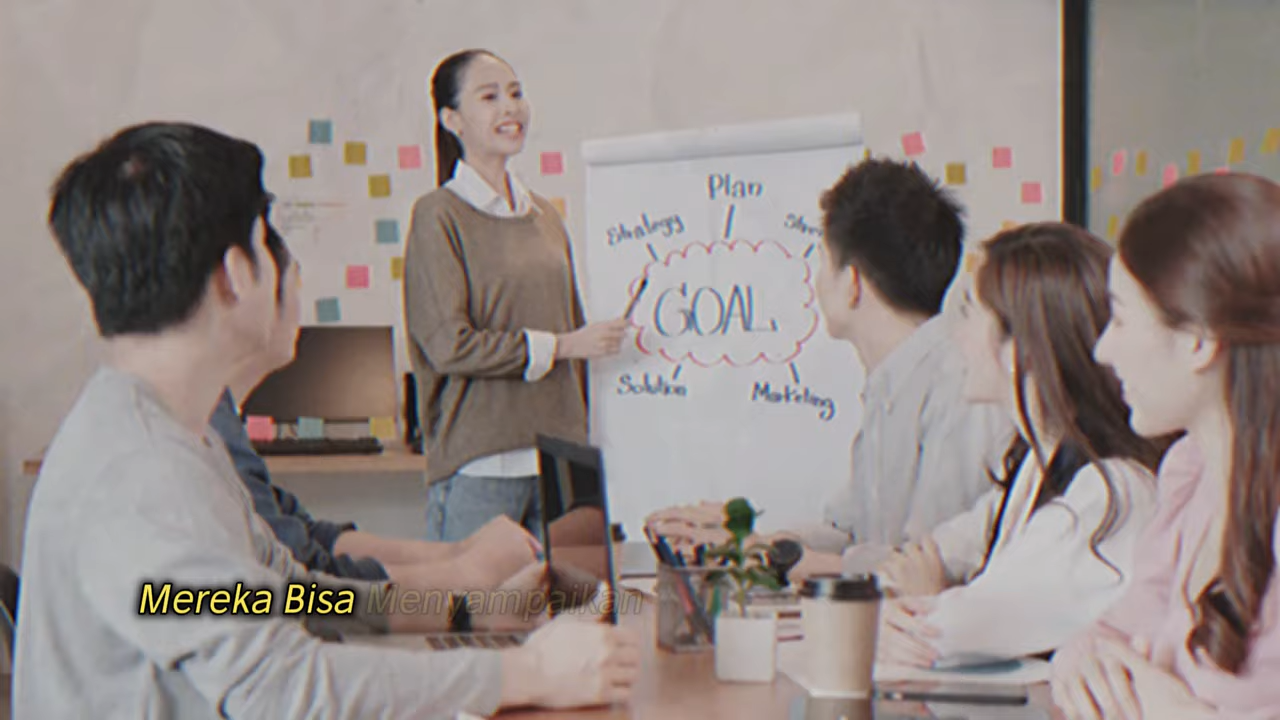 Plan
Strategy
GOAL.
Solution
Marketing
Mereka Bisa Menyampaikan